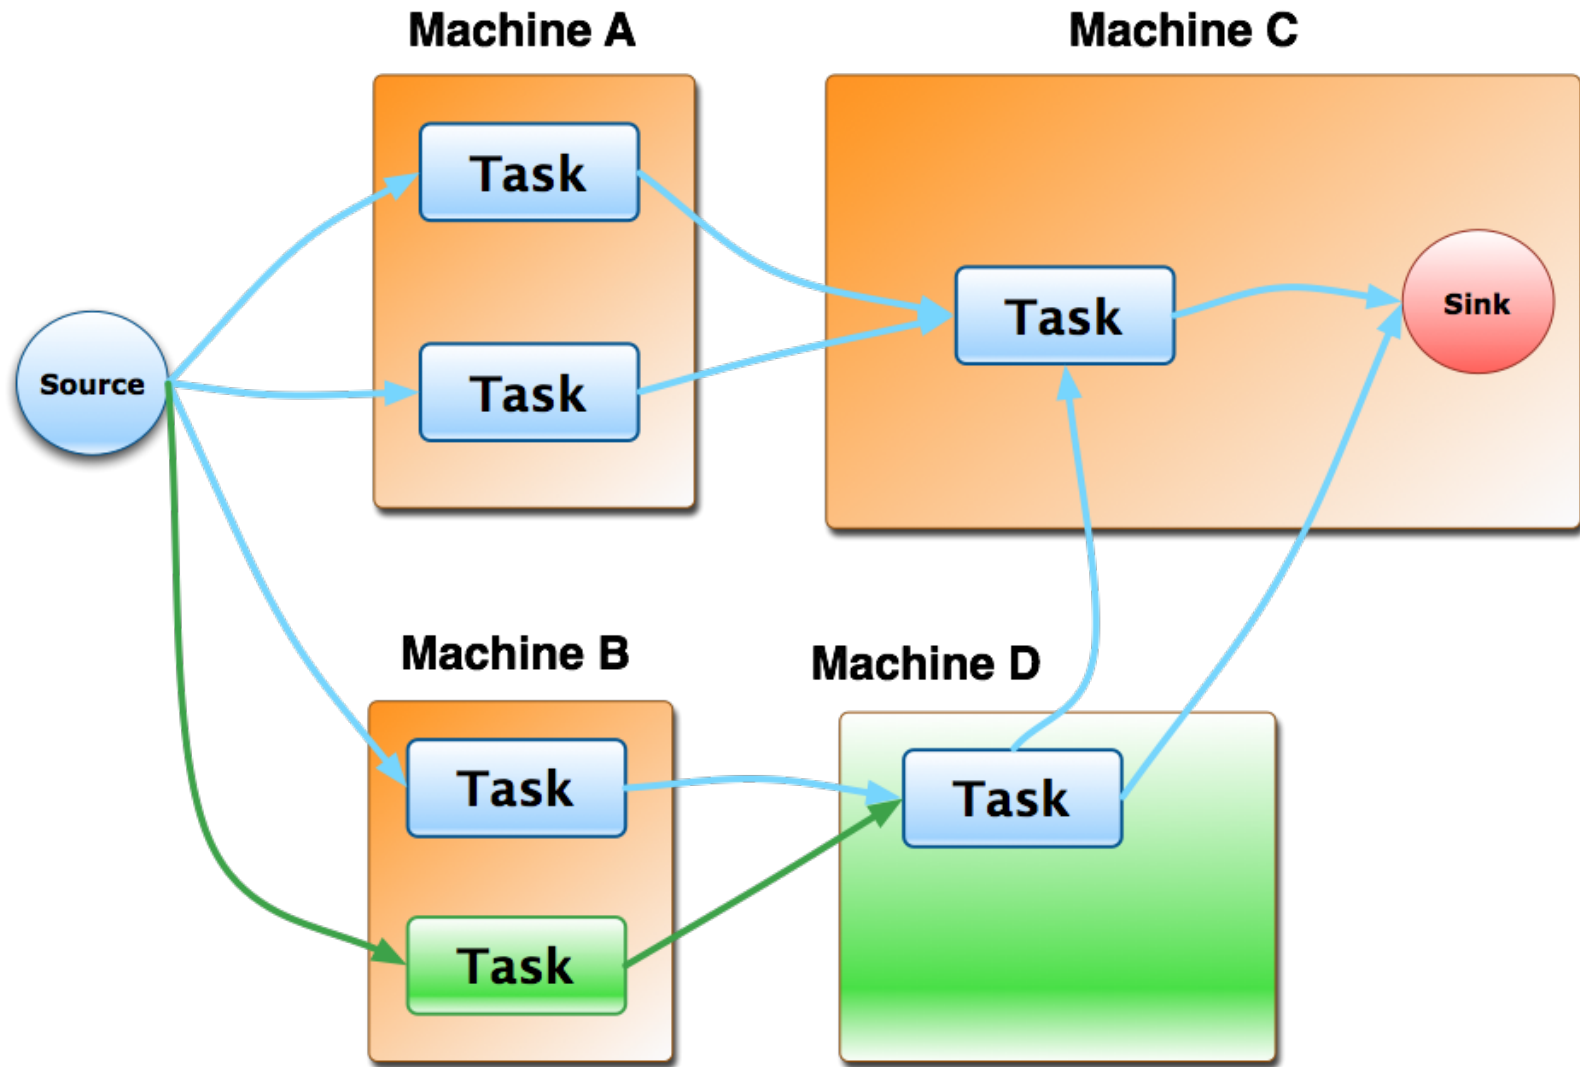 Machine A
Machine C
Task
Task
Sink
Source
Task
Machine B
Machine D
Task
Task
Task